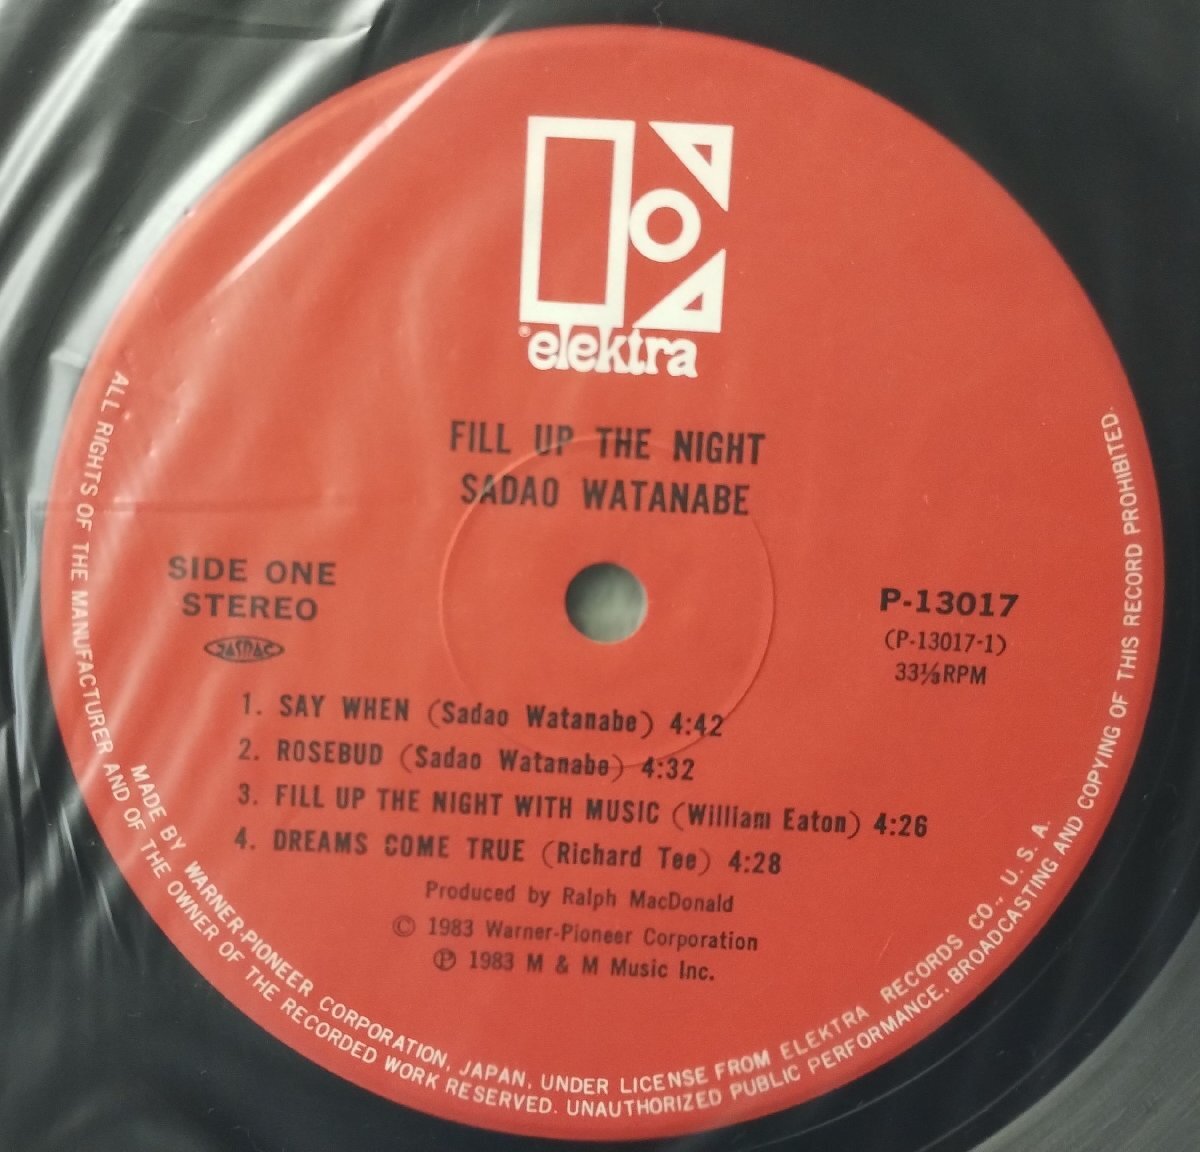 ® elektra
FILL UP THE NIGHT
SADAO WATANABE
SIDE ONE
STEREO
JASRAC
P-13017
(P-13017-1)
33⅓RPM
1. SAY WHEN (Sadao Watanabe) 4:42
2. ROSEBUD (Sadao Watanabe) 4:32
3. FILL UP THE NIGHT WITH MUSIC (William Eaton) 4:26
4. DREAMS COME TRUE (Richard Tee) 4:28
Produced by Ralph MacDonald
© 1983 Warner-Pioneer Corporation
℗ 1983 M & M Music Inc.
MADE BY WARNER-PIONEER CORPORATION, JAPAN, UNDER LICENSE FROM ELEKTRA RECORDS CO., U. S. A.
ALL RIGHTS OF THE MANUFACTURER AND OF THE OWNER OF THE RECORDED WORK RESERVED. UNAUTHORIZED PUBLIC PERFORMANCE, BROADCASTING AND COPYING OF THIS RECORD PROHIBITED.